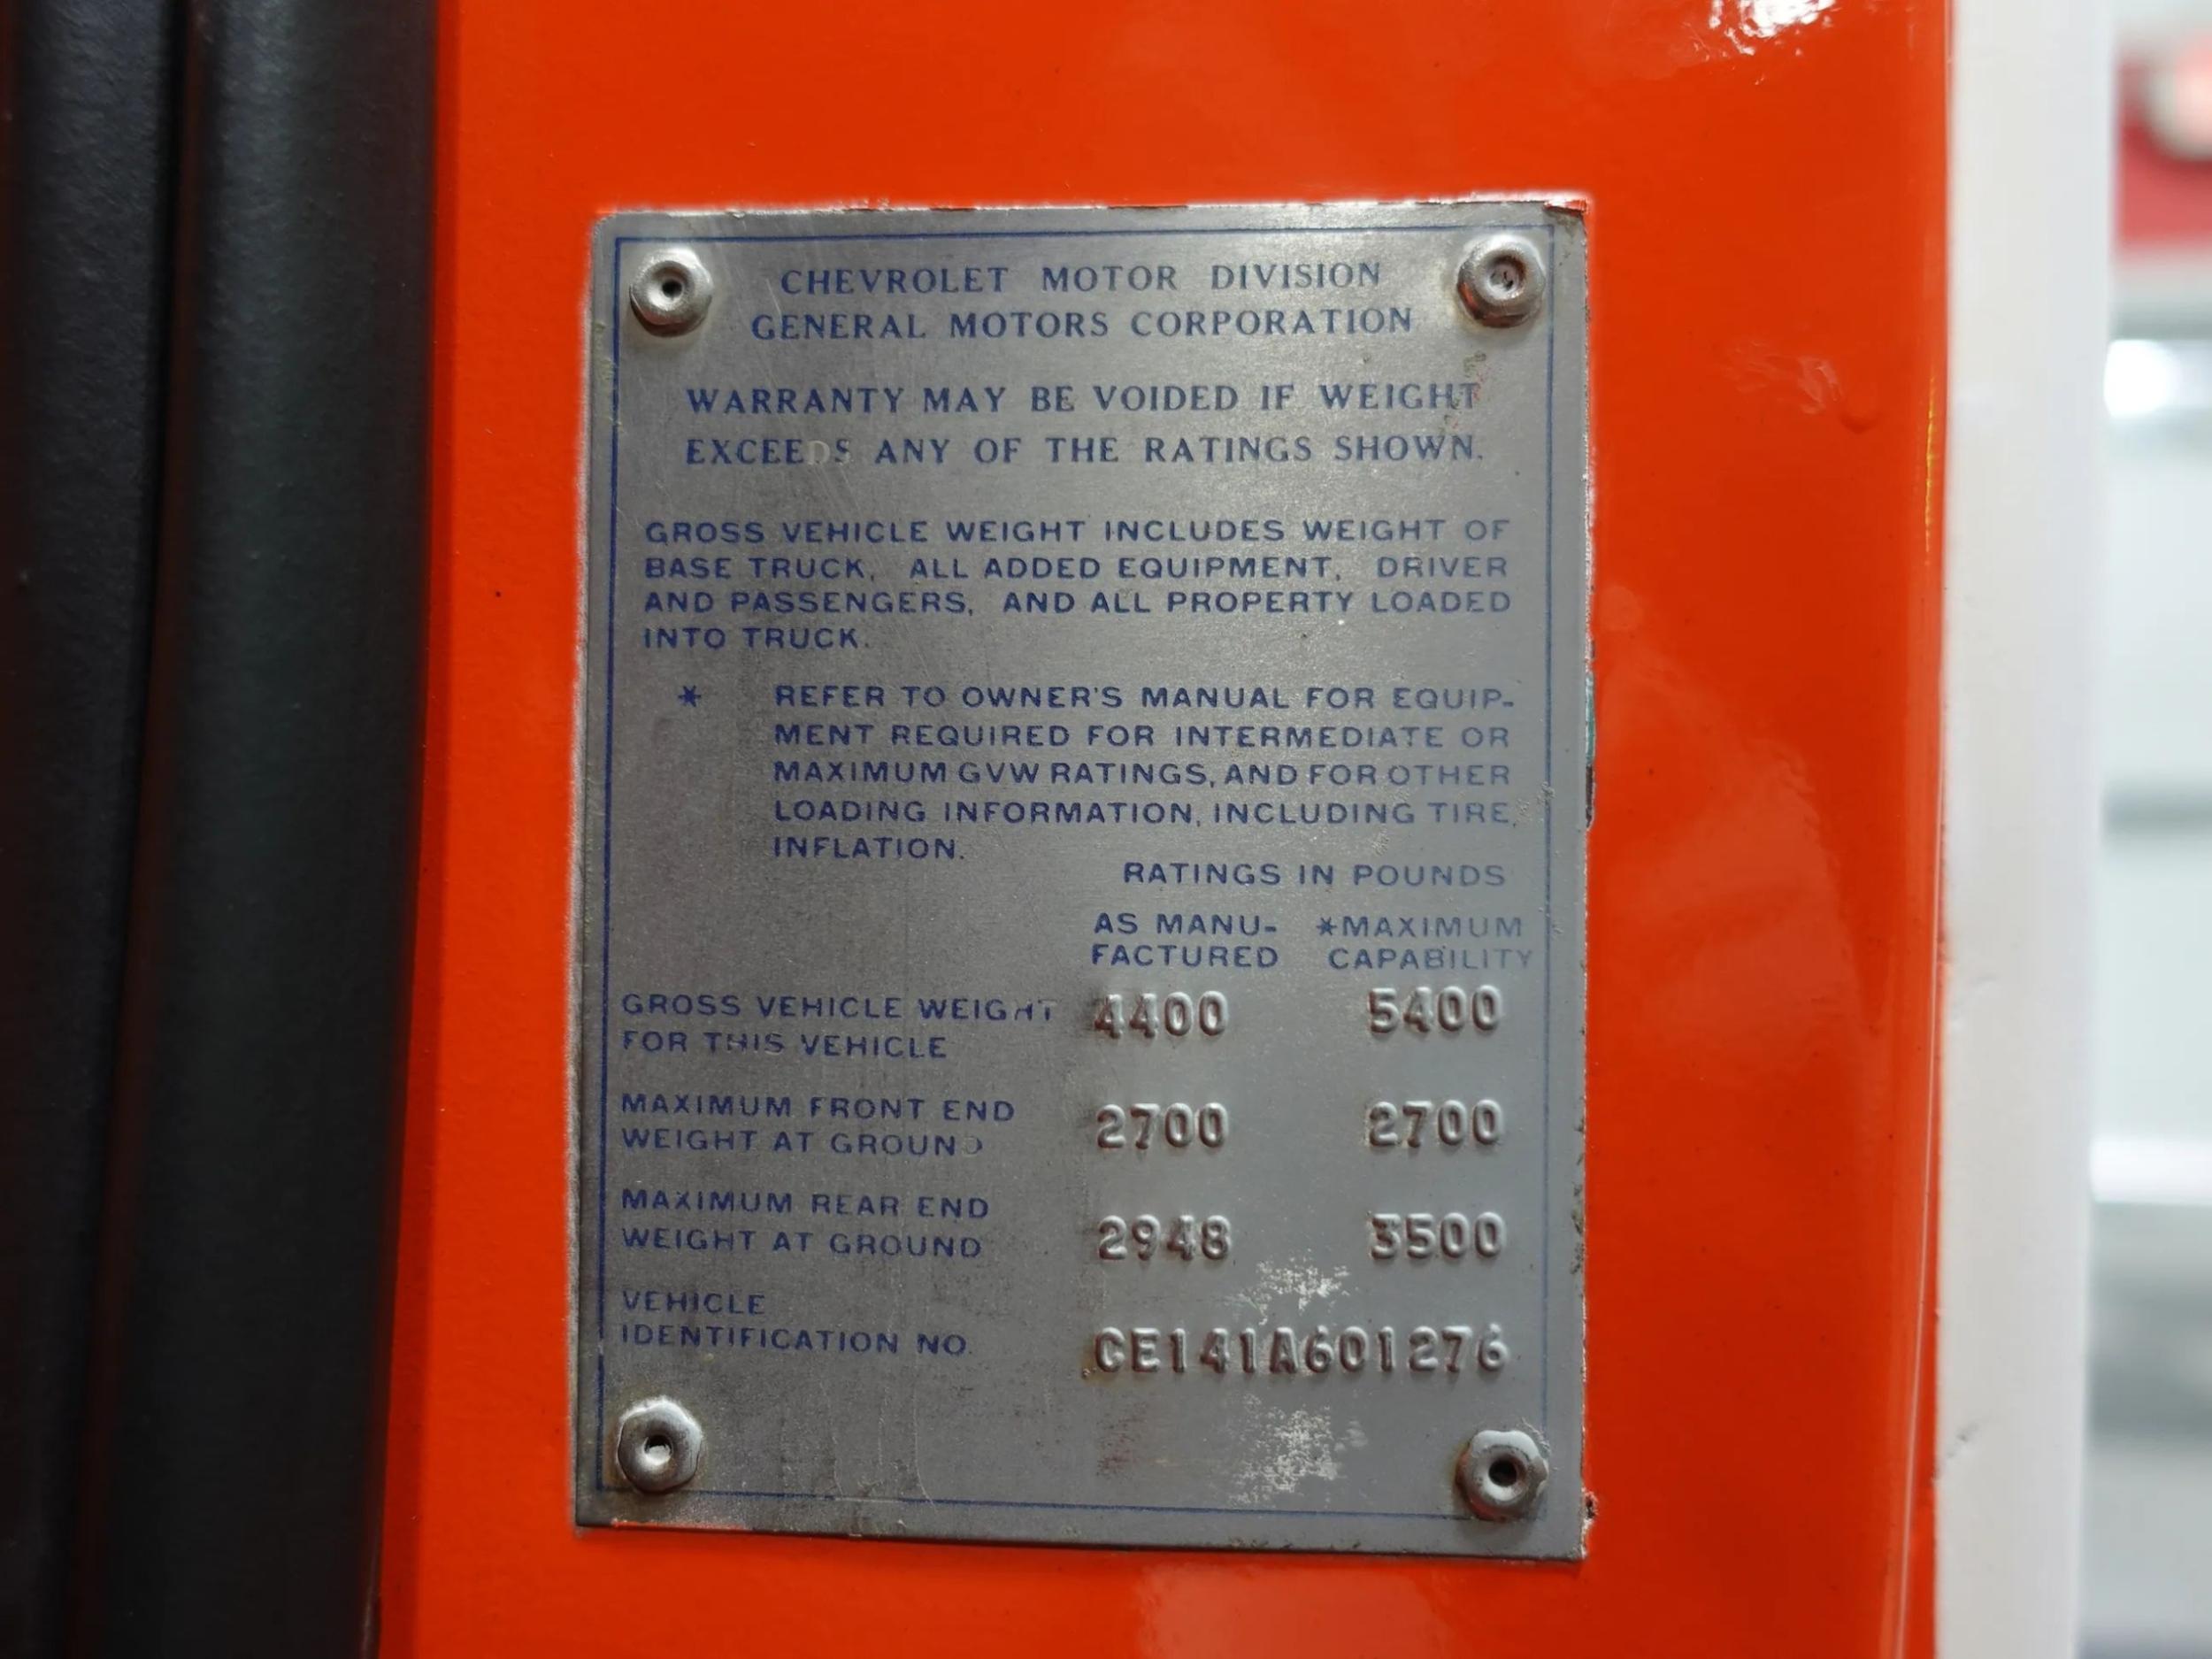 CHEVROLET MOTOR DIVISION
GENERAL MOTORS CORPORATION
WARRANTY MAY BE VOIDED IF WEIGHT
EXCEEDS ANY OF THE RATINGS SHOWN.
GROSS VEHICLE WEIGHT INCLUDES WEIGHT OF
BASE TRUCK, ALL ADDED EQUIPMENT, DRIVER
AND PASSENGERS, AND ALL PROPERTY LOADED
INTO TRUCK.
* REFER TO OWNER'S MANUAL FOR EQUIP-
MENT REQUIRED FOR INTERMEDIATE OR
MAXIMUM GVW RATINGS, AND FOR OTHER
LOADING INFORMATION, INCLUDING TIRE,
INFLATION.
RATINGS IN POUNDS
AS MANU- *MAXIMUM
FACTURED CAPABILITY
GROSS VEHICLE WEIGHT 4400 5400
FOR THIS VEHICLE
MAXIMUM FRONT END 2700 2700
WEIGHT AT GROUND
MAXIMUM REAR END
WEIGHT AT GROUND 2948 3500
VEHICLE
IDENTIFICATION NO. CE141A601276